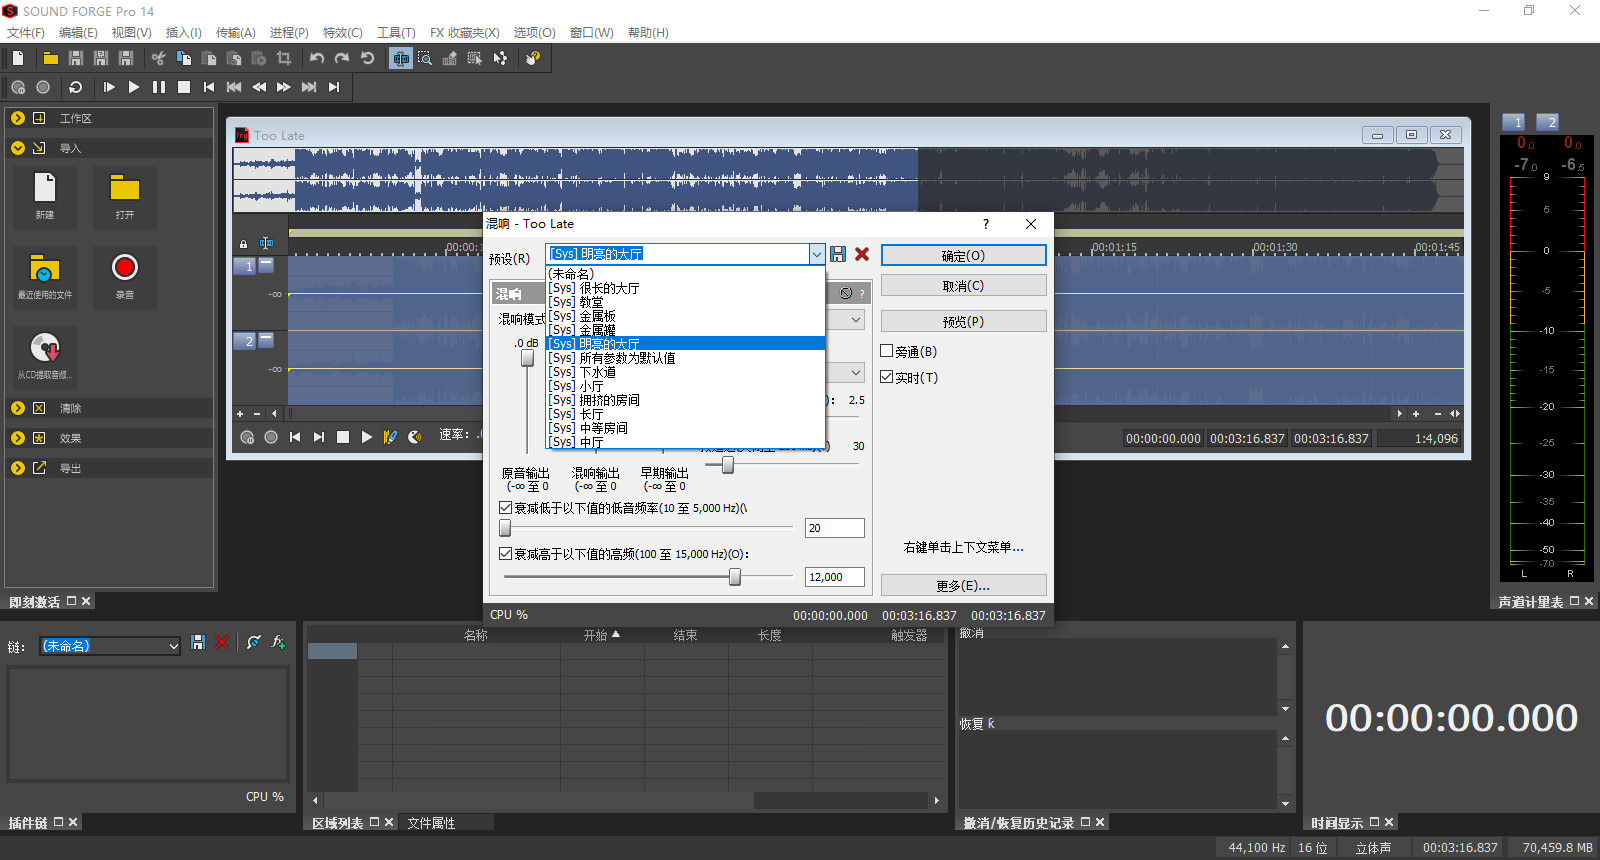 SOUND FORGE Pro 14
文件(F) 编辑(E) 视图(V) 插入(I) 传输(A) 进程(P) 特效(C) 工具(T) FX 收藏夹(X) 选项(O) 窗口(W) 帮助(H)
工作区
导入
新建 打开
最近使用的文件 录音
从CD提取音频...
清除
效果
导出
即刻激活
Too Late
00:00:1
00:01:15 00:01:30 00:01:45
1
-∞
2
-∞
速率: .0
00:00:00.000 00:03:16.837 00:03:16.837 1:4,096
混响 - Too Late ?
预设(R) [Sys] 明亮的大厅
(未命名)
[Sys] 很长的大厅
[Sys] 教堂
[Sys] 金属板
[Sys] 金属罐
[Sys] 明亮的大厅
[Sys] 所有参数为默认值
[Sys] 下水道
[Sys] 小厅
[Sys] 拥挤的房间
[Sys] 长厅
[Sys] 中等房间
[Sys] 中厅
混响 ?
混响模式
.0 dB
): 2.5
30
原音输出 混响输出 早期输出
(-∞ 至 0 (-∞ 至 0 (-∞ 至 0
衰减低于以下值的低音频率(10 至 5,000 Hz)(\
20
衰减高于以下值的高频(100 至 15,000 Hz)(O):
12,000
确定(O)
取消(C)
预览(P)
旁通(B)
实时(T)
右键单击上下文菜单...
更多(E)...
CPU % 00:00:00.000 00:03:16.837 00:03:16.837
1 2
0.0 0.0
-7.0 -6.5
9
5
0
-5
-10
-15
-20
-25
-30
-35
-40
-50
-70
L R
声道计量表
链: (未命名)
CPU %
插件链
名称 开始 结束 长度 触发器
区域列表 文件属性
撤消
恢复
撤消/恢复历史记录
00:00:00.000
时间显示
44,100 Hz 16 位 立体声 00:03:16.837 70,459.8 MB